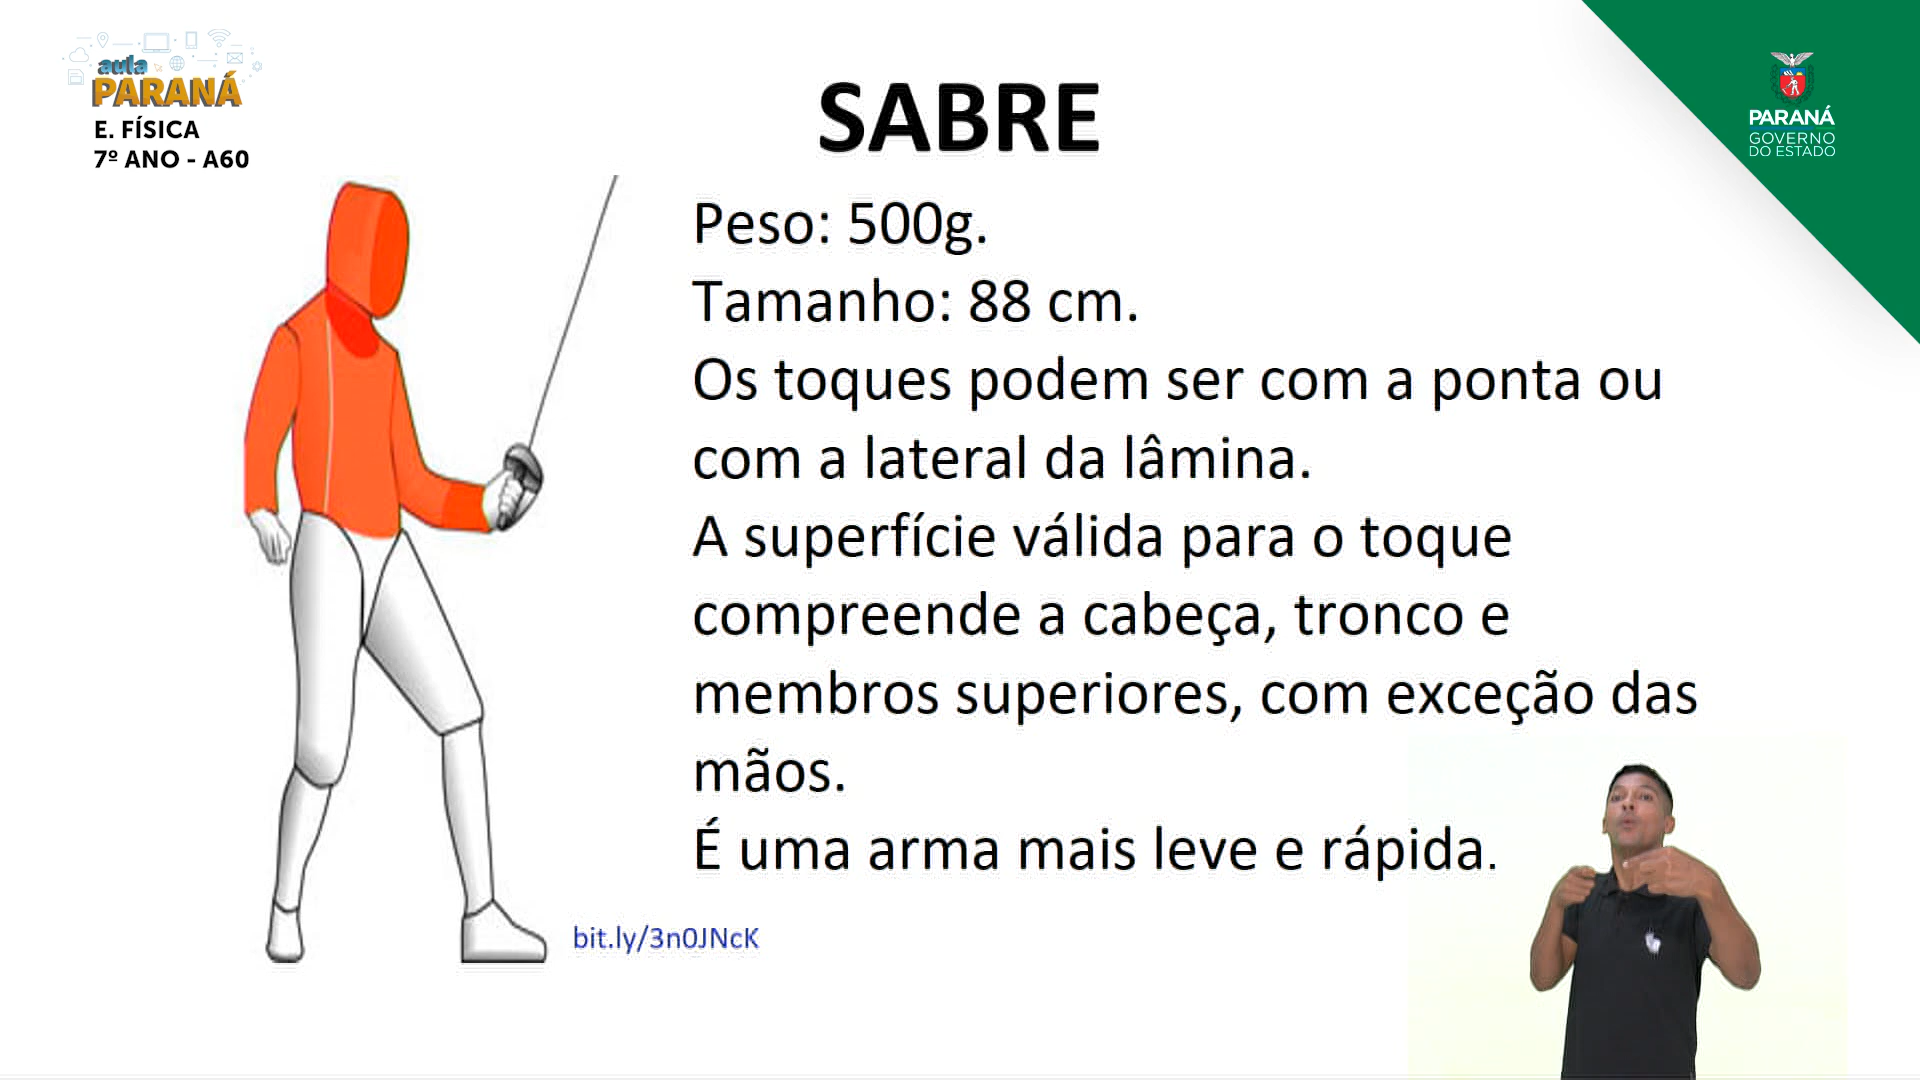 aula
PARANÁ
E. FÍSICA
7º ANO - A60
SABRE
PARANÁ
GOVERNO
DO ESTADO
Peso: 500g.
Tamanho: 88 cm.
Os toques podem ser com a ponta ou
com a lateral da lâmina.
A superfície válida para o toque
compreende a cabeça, tronco e
membros superiores, com exceção das
mãos.
É uma arma mais leve e rápida.
bit.ly/3n0JNcK